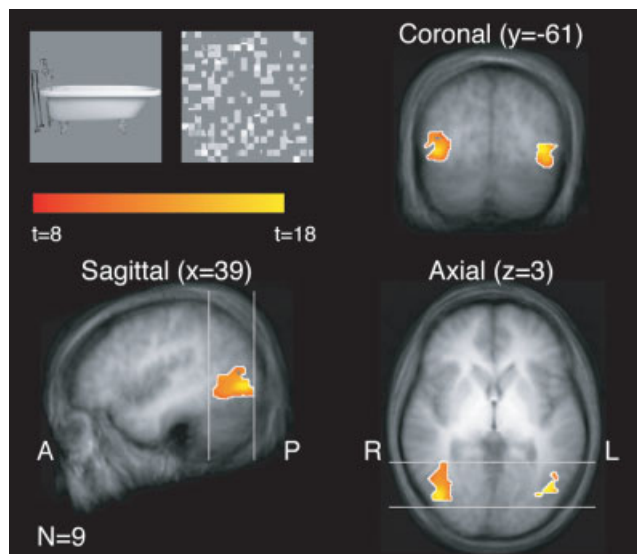 Coronal (y=-61)
t=8
t=18
Sagittal (x=39)
Axial (z=3)
A
P
R
L
N=9